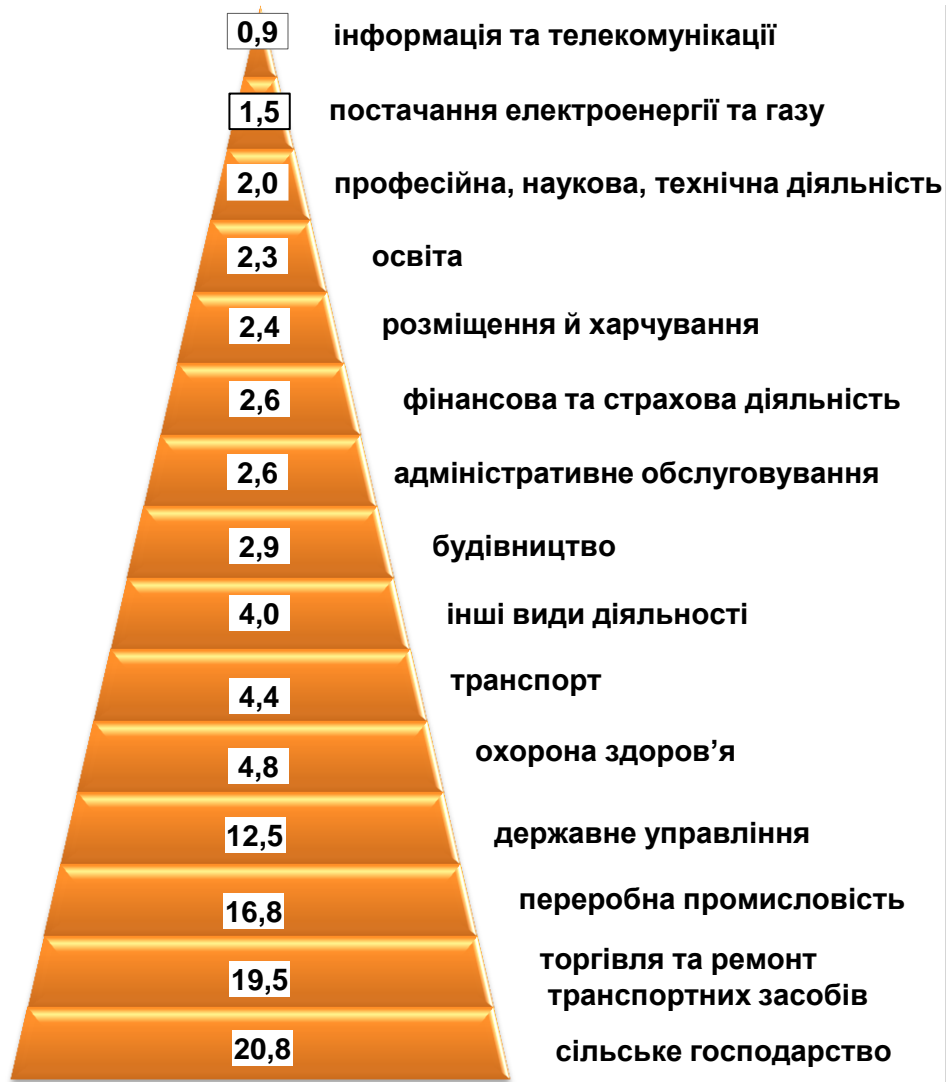 0,9 інформація та телекомунікації
1,5 постачання електроенергії та газу
2,0 професійна, наукова, технічна діяльність
2,3 освіта
2,4 розміщення й харчування
2,6 фінансова та страхова діяльність
2,6 адміністративне обслуговування
2,9 будівництво
4,0 інші види діяльності
4,4 транспорт
4,8 охорона здоров’я
12,5 державне управління
16,8 переробна промисловість
19,5 торгівля та ремонт
транспортних засобів
20,8 сільське господарство